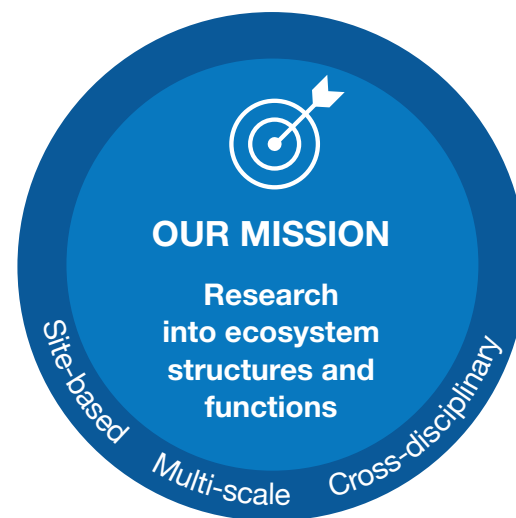 OUR MISSION
Research
into ecosystem
structures and
functions
Site-based
Multi-scale
Cross-disciplinary